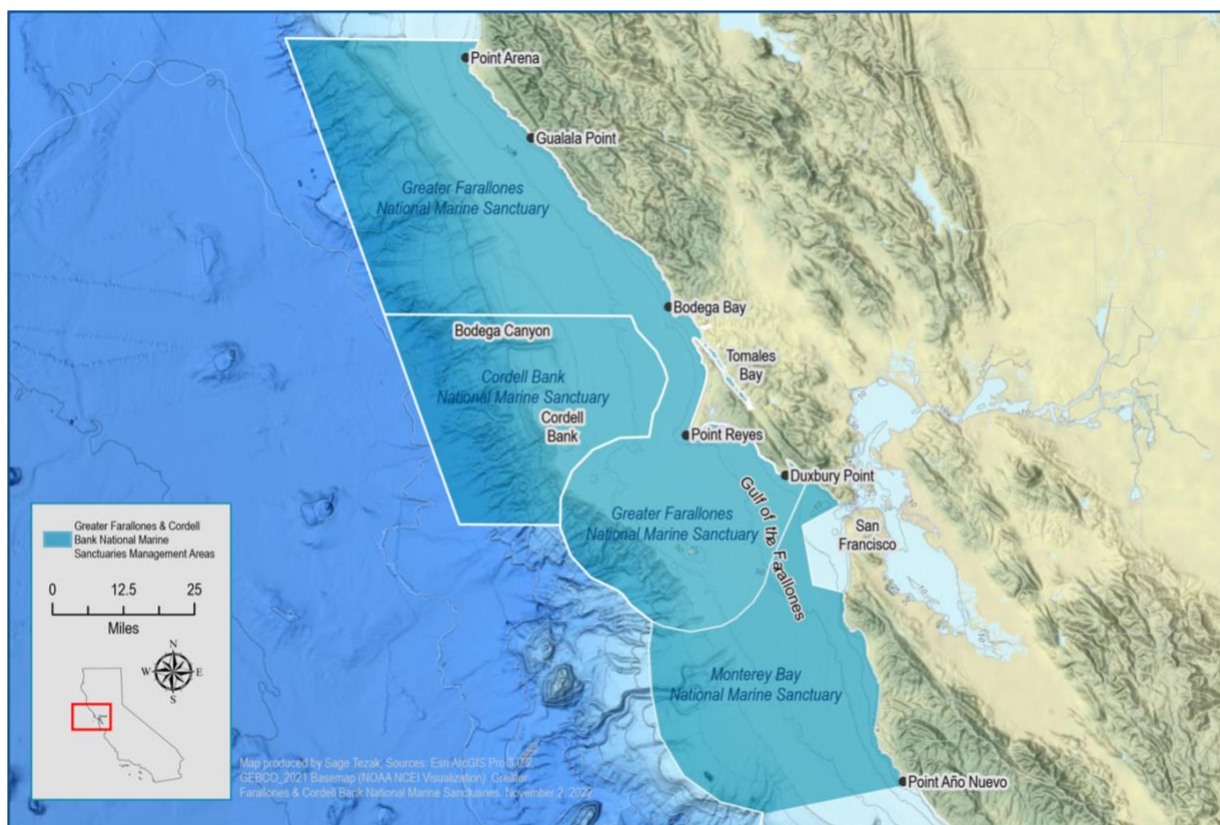 Point Arena
Gualala Point
Greater Farallones
National Marine Sanctuary
Bodega Bay
Bodega Canyon
Tomales
Bay
Cordell Bank
National Marine Sanctuary
Cordell
Bank
Point Reyes
Duxbury Point
Gulf of the Farallones
Greater Farallones
National Marine Sanctuary
San
Francisco
Monterey Bay
National Marine Sanctuary
Point Año Nuevo
Greater Farallones & Cordell
Bank National Marine
Sanctuaries Management Areas
0 12.5 25
Miles
N
W E
S
Map produced by Sage Tezak. Sources: Esri ArcGIS Pro
GEBCO_2021 Basemap (NOAA NCEI Visualization). Greater
Farallones & Cordell Bank National Marine Sanctuaries. November 2, 2022